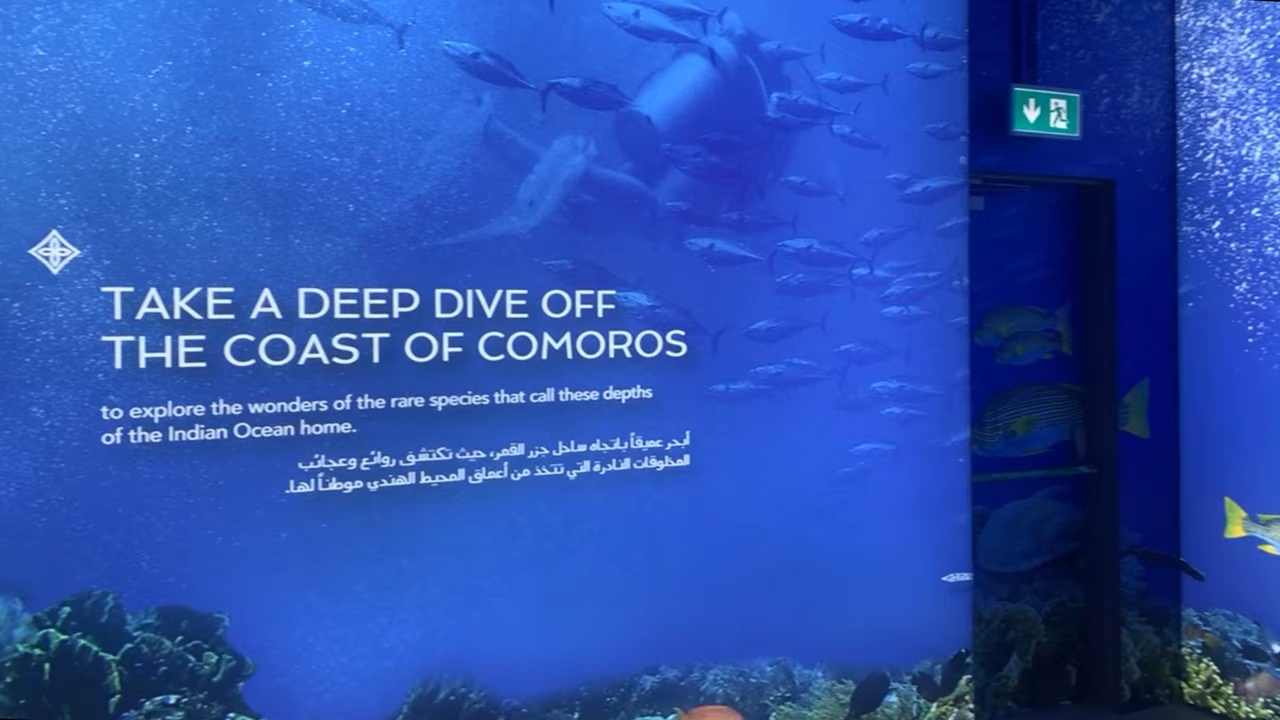 TAKE A DEEP DIVE OFF
THE COAST OF COMOROS
to explore the wonders of the rare species that call these depths
of the Indian Ocean home.
أبحر عميقاً باتجاه ساحل جزر القمر، حيث تكتشف روائع وعجائب
المخلوقات النادرة التي تتخذ من أعماق المحيط الهندي موطناً لها.